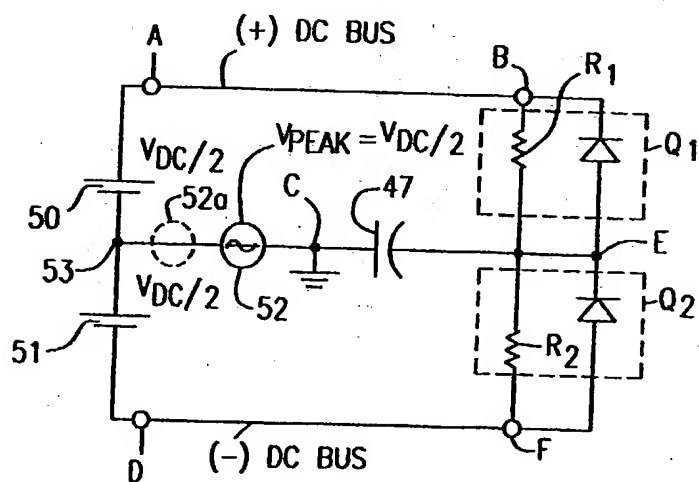 (+) DC BUS
A
B
R1
VDC/2
VPEAK = VDC/2
Q1
52a
C
47
50
53
E
VDC/2
52
Q2
51
R2
D
(-) DC BUS
F